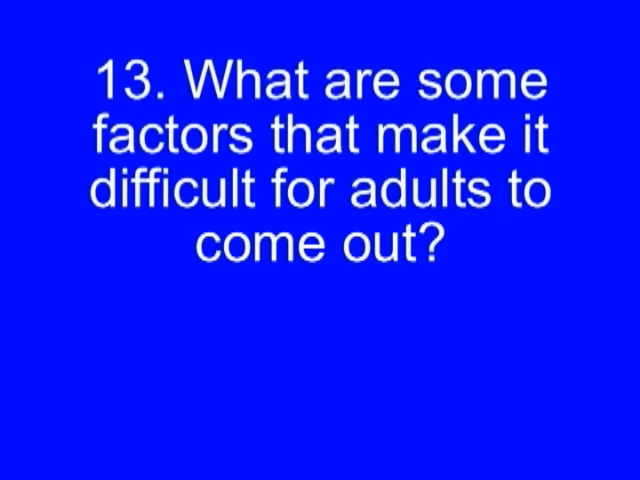 13. What are some
factors that make it
difficult for adults to
come out?